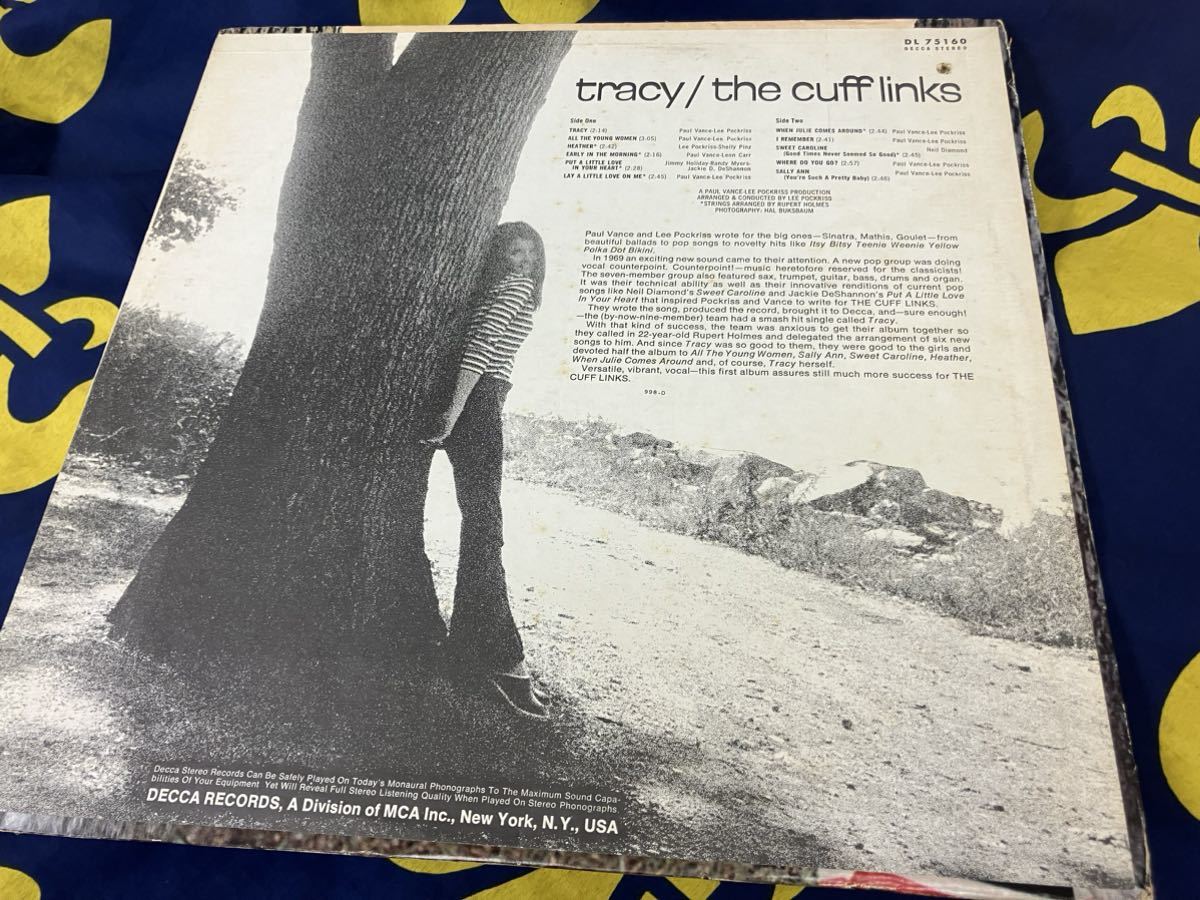 DL 75160
DECCA STEREO
tracy/the cuff links
Side One
TRACY (2:14) Paul Vance-Lee Pockriss
ALL THE YOUNG WOMEN (3:05) Paul Vance-Lee Pockriss
HEATHER* (2:42) Lee Pockriss-Shelly Pinz
EARLY IN THE MORNING* (2:16) Paul Vance-Leon Carr
PUT A LITTLE LOVE Jimmy Holiday-Randy Myers-
IN YOUR HEART* (2:28) Jackie D. DeShannon
LAY A LITTLE LOVE ON ME* (2:45) Paul Vance-Lee Pockriss
Side Two
WHEN JULIE COMES AROUND* (2:44) Paul Vance-Lee Pockriss
I REMEMBER (2:41) Paul Vance-Lee Pockriss
SWEET CAROLINE Neil Diamond
(Good Times Never Seemed So Good)* (2:45)
WHERE DO YOU GO? (2:57) Paul Vance-Lee Pockriss
SALLY ANN Paul Vance-Lee Pockriss
(You're Such A Pretty Baby) (2:46)
A PAUL VANCE-LEE POCKRISS PRODUCTION
ARRANGED & CONDUCTED BY LEE POCKRISS
*STRINGS ARRANGED BY RUPERT HOLMES
PHOTOGRAPHY: HAL BUKSBAUM
Paul Vance and Lee Pockriss wrote for the big ones—Sinatra, Mathis, Goulet—from
beautiful ballads to pop songs to novelty hits like Itsy Bitsy Teenie Weenie Yellow
Polka Dot Bikini.
In 1969 an exciting new sound came to their attention. A new pop group was doing
vocal counterpoint. Counterpoint!—music heretofore reserved for the classicists!
The seven-member group also featured sax, trumpet, guitar, bass, drums and organ.
It was their technical ability as well as their innovative renditions of current pop
songs like Neil Diamond's Sweet Caroline and Jackie DeShannon's Put A Little Love
In Your Heart that inspired Pockriss and Vance to write for THE CUFF LINKS.
They wrote the song, produced the record, brought it to Decca, and—sure enough!
—the (by-now-nine-member) team had a smash hit single called Tracy.
With that kind of success, the team was anxious to get their album together so
they called in 22-year-old Rupert Holmes and delegated the arrangement of six new
songs to him. And since Tracy was so good to them, they were good to the girls and
devoted half the album to All The Young Women, Sally Ann, Sweet Caroline, Heather,
When Julie Comes Around and, of course, Tracy herself.
Versatile, vibrant, vocal—this first album assures still much more success for THE
CUFF LINKS.
998-D
Decca Stereo Records Can Be Safely Played On Today's Monaural Phonographs To The Maximum Sound Capa-
bilities Of Your Equipment Yet Will Reveal Full Stereo Listening Quality When Played On Stereo Phonographs
DECCA RECORDS, A Division of MCA Inc., New York, N.Y., USA